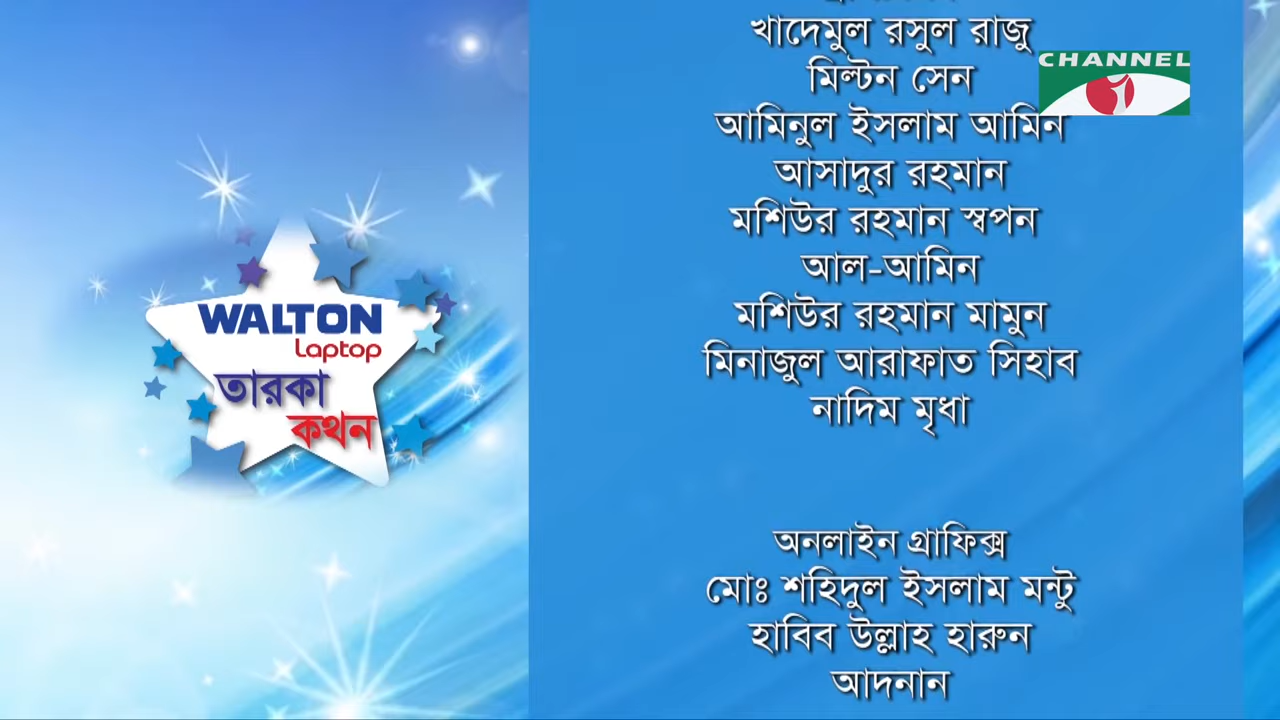 খাদেমুল রসুল রাজু
মিল্টন সেন
আমিনুল ইসলাম আমিন
আসাদুর রহমান
মশিউর রহমান স্বপন
আল-আমিন
মশিউর রহমান মামুন
মিনাজুল আরাফাত সিহাব
নাদিম মৃধা
অনলাইন গ্রাফিক্স
মোঃ শহিদুল ইসলাম মন্টু
হাবিব উল্লাহ হারুন
আদনান
CHANNEL
i
WALTON
Laptop
তারকা
কথন